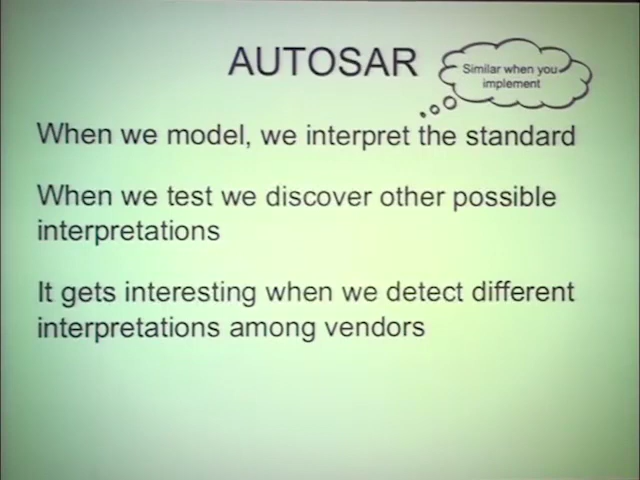 AUTOSAR
Similar when you
implement
When we model, we interpret the standard
When we test we discover other possible
interpretations
It gets interesting when we detect different
interpretations among vendors